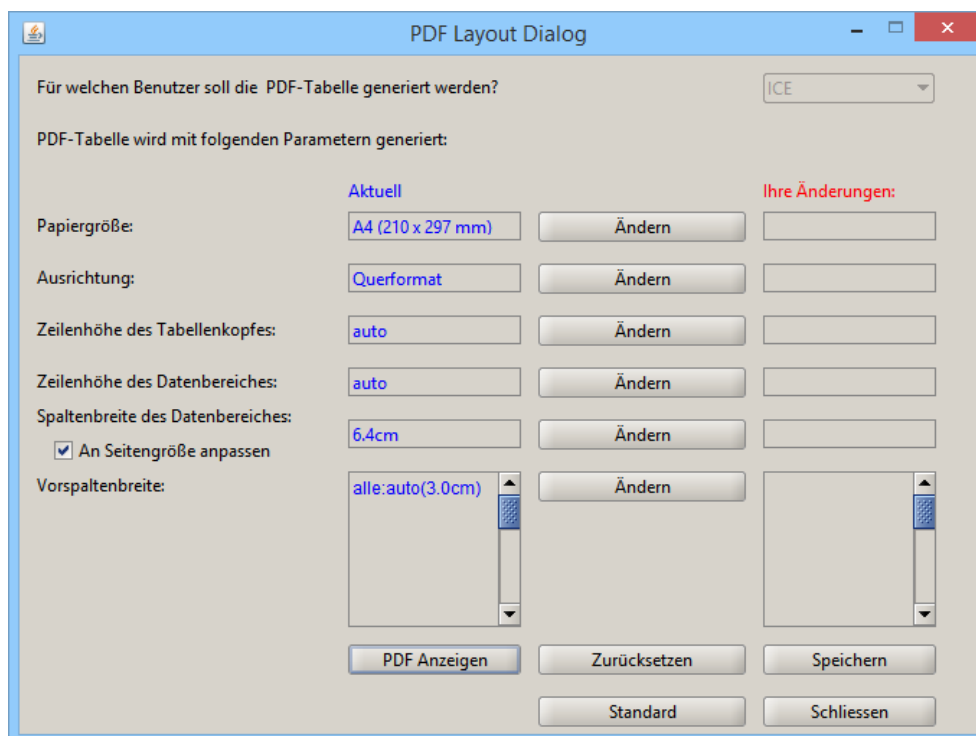 PDF Layout Dialog
Für welchen Benutzer soll die PDF-Tabelle generiert werden? ICE
PDF-Tabelle wird mit folgenden Parametern generiert:
Aktuell Ihre Änderungen:
Papiergröße: A4 (210 x 297 mm) Ändern
Ausrichtung: Querformat Ändern
Zeilenhöhe des Tabellenkopfes: auto Ändern
Zeilenhöhe des Datenbereiches: auto Ändern
Spaltenbreite des Datenbereiches:
6.4cm Ändern
An Seitengröße anpassen
Vorspaltenbreite: alle:auto(3.0cm) Ändern
PDF Anzeigen Zurücksetzen Speichern
Standard Schliessen